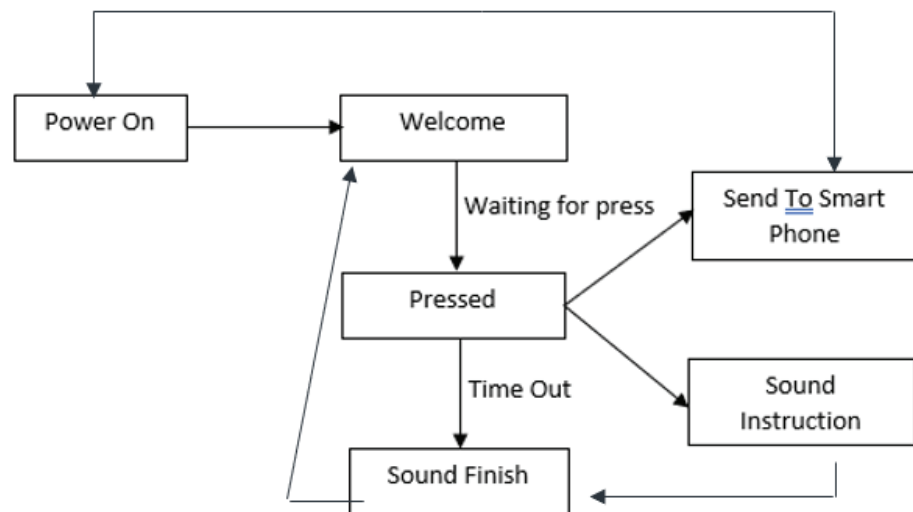 Power On
Welcome
Waiting for press
Send To Smart
Phone
Pressed
Time Out
Sound
Instruction
Sound Finish